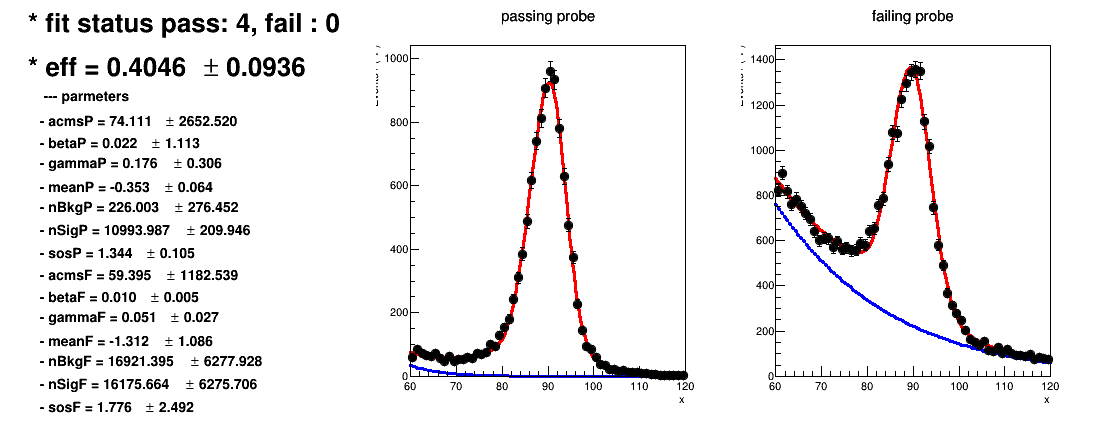 * fit status pass: 4, fail : 0
* eff = 0.4046 ± 0.0936
--- parmeters
- acmsP = 74.111 ± 2652.520
- betaP = 0.022 ± 1.113
- gammaP = 0.176 ± 0.306
- meanP = -0.353 ± 0.064
- nBkgP = 226.003 ± 276.452
- nSigP = 10993.987 ± 209.946
- sosP = 1.344 ± 0.105
- acmsF = 59.395 ± 1182.539
- betaF = 0.010 ± 0.005
- gammaF = 0.051 ± 0.027
- meanF = -1.312 ± 1.086
- nBkgF = 16921.395 ± 6277.928
- nSigF = 16175.664 ± 6275.706
- sosF = 1.776 ± 2.492
passing probe
1000
800
600
400
200
0
60 70 80 90 100 110 120
x
failing probe
1400
1200
1000
800
600
400
200
0
60 70 80 90 100 110 120
x